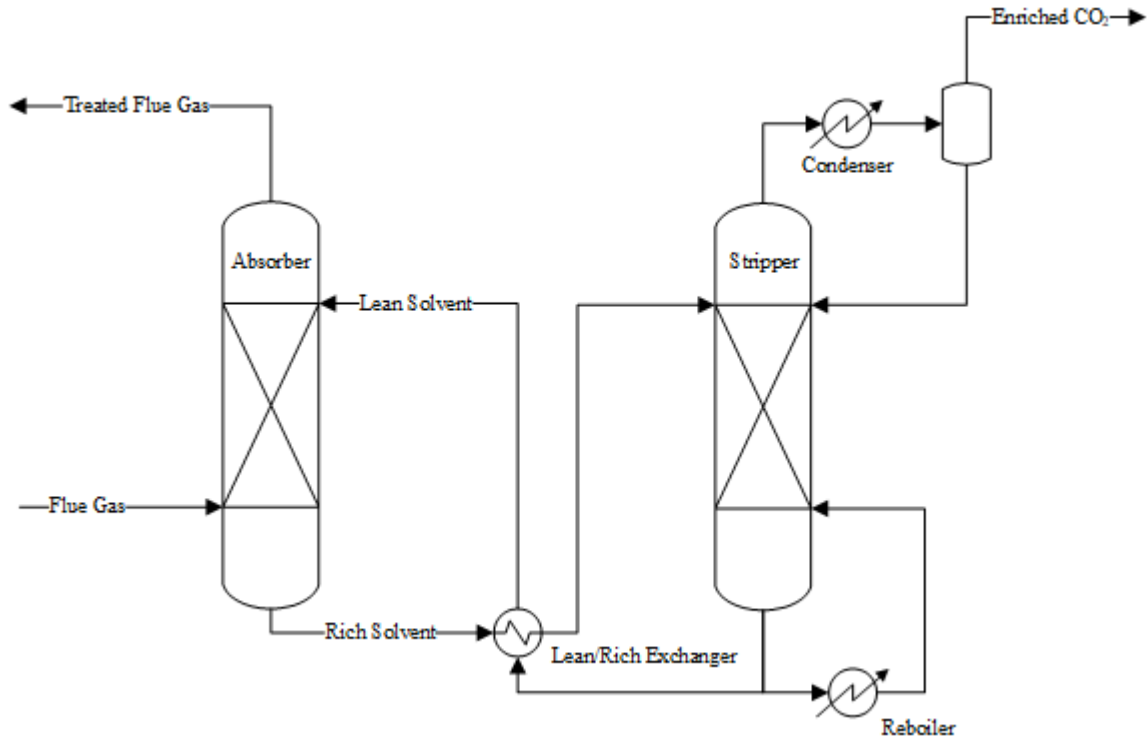 Enriched CO₂
Treated Flue Gas
Condenser
Absorber
Stripper
Lean Solvent
Flue Gas
Rich Solvent
Lean/Rich Exchanger
Reboiler